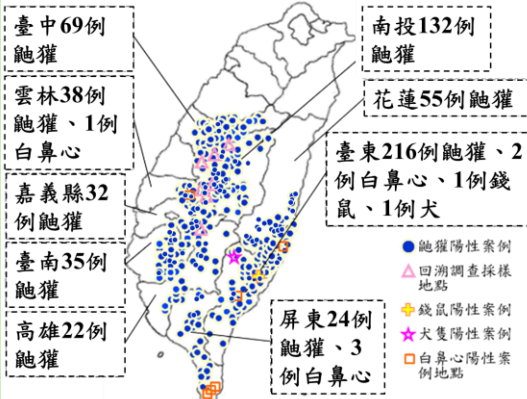 臺中69例
鼬獾
南投132例
鼬獾
雲林38例
鼬獾、1例
白鼻心
花蓮55例鼬獾
臺東216例鼬獾、2
例白鼻心、1例錢
鼠、1例犬
嘉義縣32
例鼬獾
臺南35例
鼬獾
高雄22例
鼬獾
屏東24例
鼬獾、3
例白鼻心
鼬獾陽性案例
回溯調查採樣
地點
錢鼠陽性案例
犬隻陽性案例
白鼻心陽性案
例地點